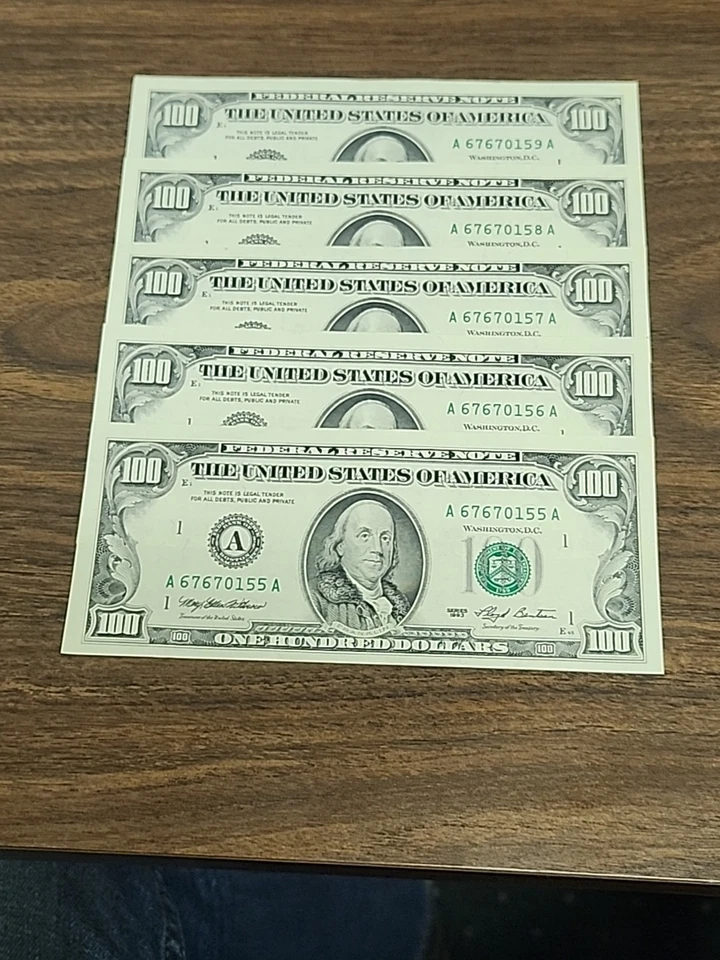 FEDERAL RESERVE NOTE
100 THE UNITED STATES OF AMERICA 100
THIS NOTE IS LEGAL TENDER
FOR ALL DEBTS, PUBLIC AND PRIVATE
A 67670159 A
WASHINGTON, D.C.
FEDERAL RESERVE NOTE
100 THE UNITED STATES OF AMERICA 100
THIS NOTE IS LEGAL TENDER
FOR ALL DEBTS, PUBLIC AND PRIVATE
A 67670158 A
WASHINGTON, D.C.
FEDERAL RESERVE NOTE
100 THE UNITED STATES OF AMERICA 100
THIS NOTE IS LEGAL TENDER
FOR ALL DEBTS, PUBLIC AND PRIVATE
A 67670157 A
WASHINGTON, D.C.
FEDERAL RESERVE NOTE
100 THE UNITED STATES OF AMERICA 100
THIS NOTE IS LEGAL TENDER
FOR ALL DEBTS, PUBLIC AND PRIVATE
A 67670156 A
WASHINGTON, D.C.
FEDERAL RESERVE NOTE
100 THE UNITED STATES OF AMERICA 100
E1
THIS NOTE IS LEGAL TENDER
FOR ALL DEBTS, PUBLIC AND PRIVATE
A 67670155 A
WASHINGTON, D.C.
1 A 100 1
A 67670155 A
1 SERIES 1
1993
Treasurer of the United States Secretary of the Treasury
100 100 ONE HUNDRED DOLLARS 100 100